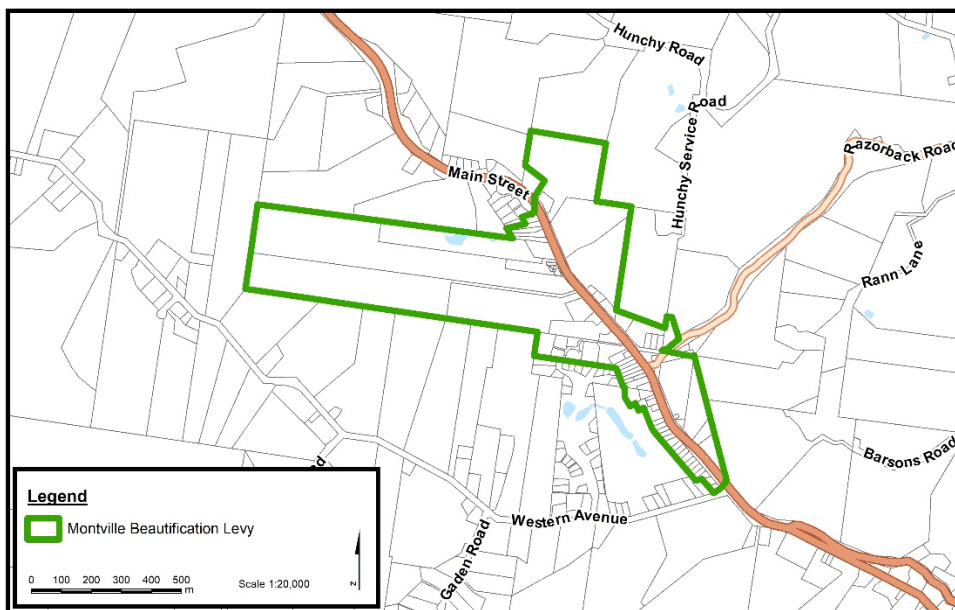 Hunchy Road
Hunchy Service Road
Razorback Road
Main Street
Rann Lane
Barsons Road
Western Avenue
Gaden Road
Legend
Montville Beautification Levy
0 100 200 300 400 500
m
Scale 1:20,000
N